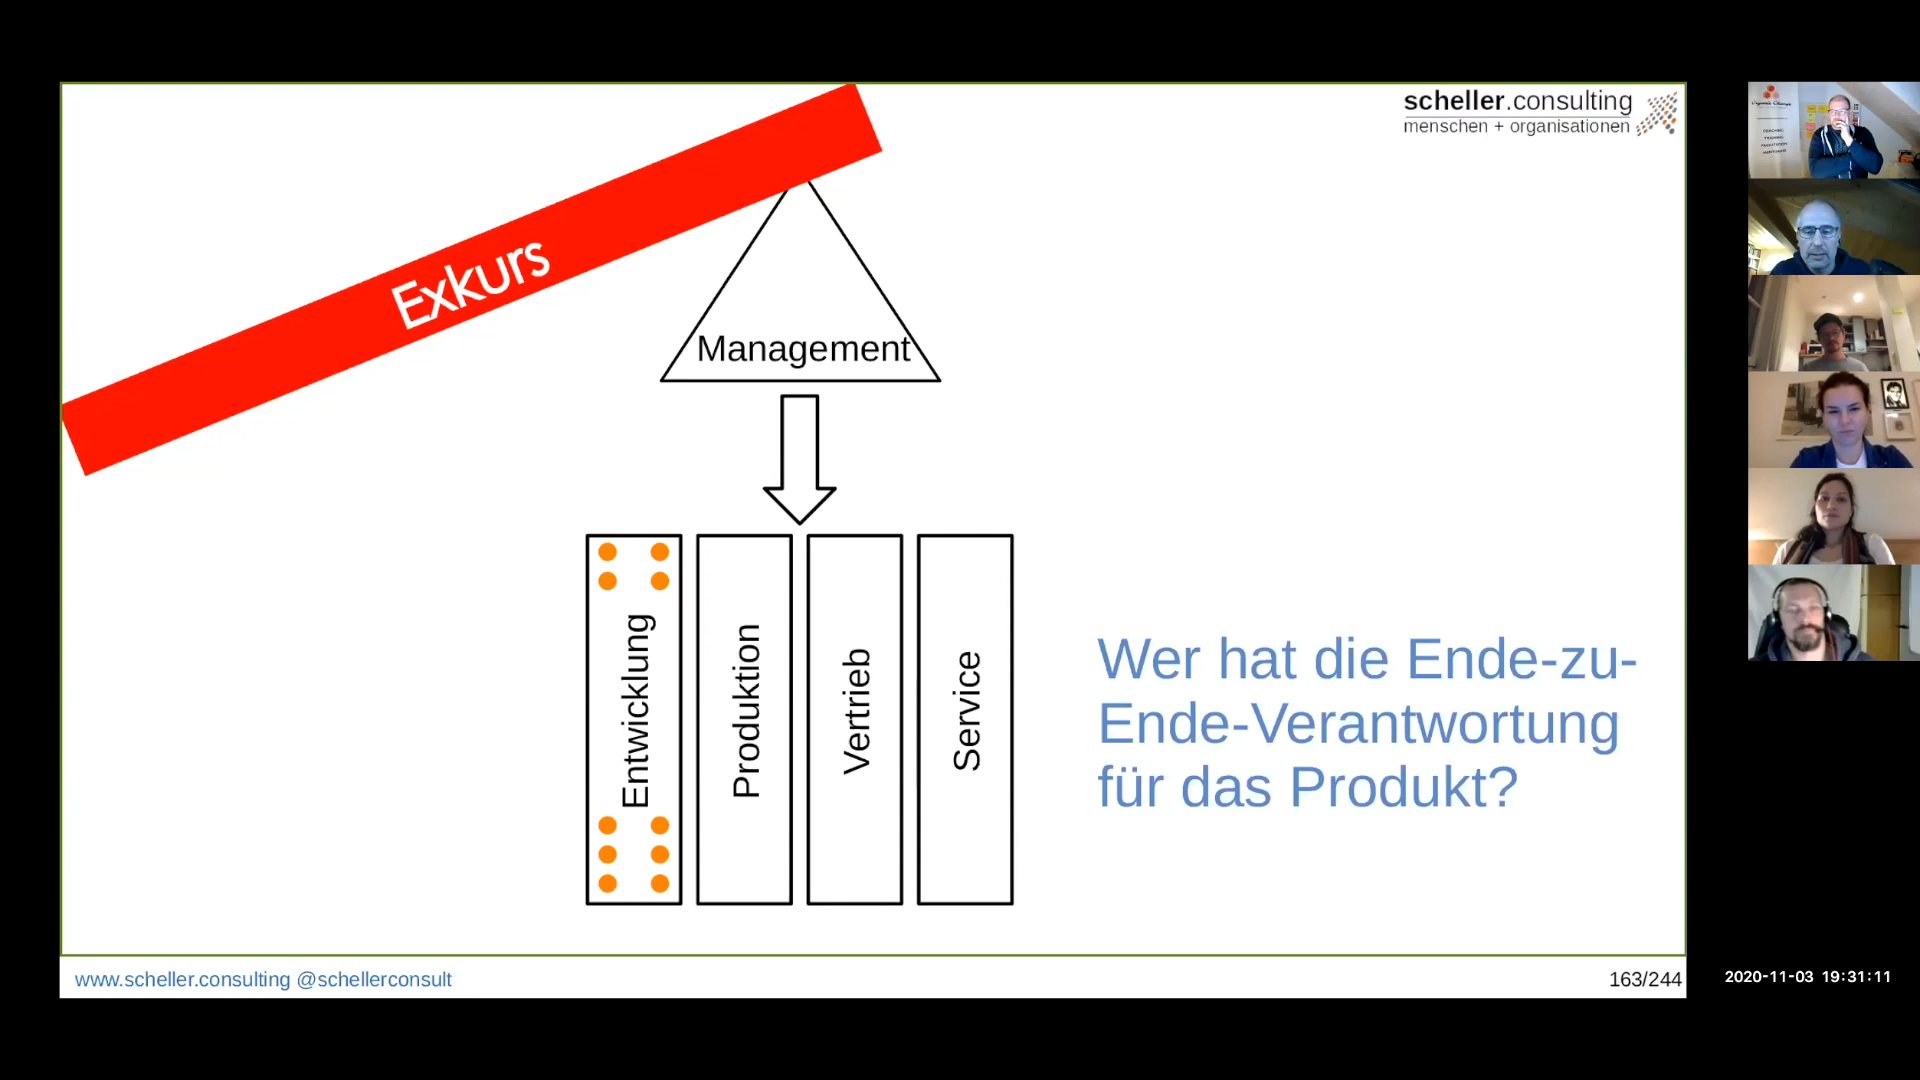 scheller.consulting
menschen + organisationen
Exkurs
Management
Entwicklung
Produktion
Vertrieb
Service
Wer hat die Ende-zu-
Ende-Verantwortung
für das Produkt?
www.scheller.consulting @schellerconsult
163/244
2020-11-03 19:31:11